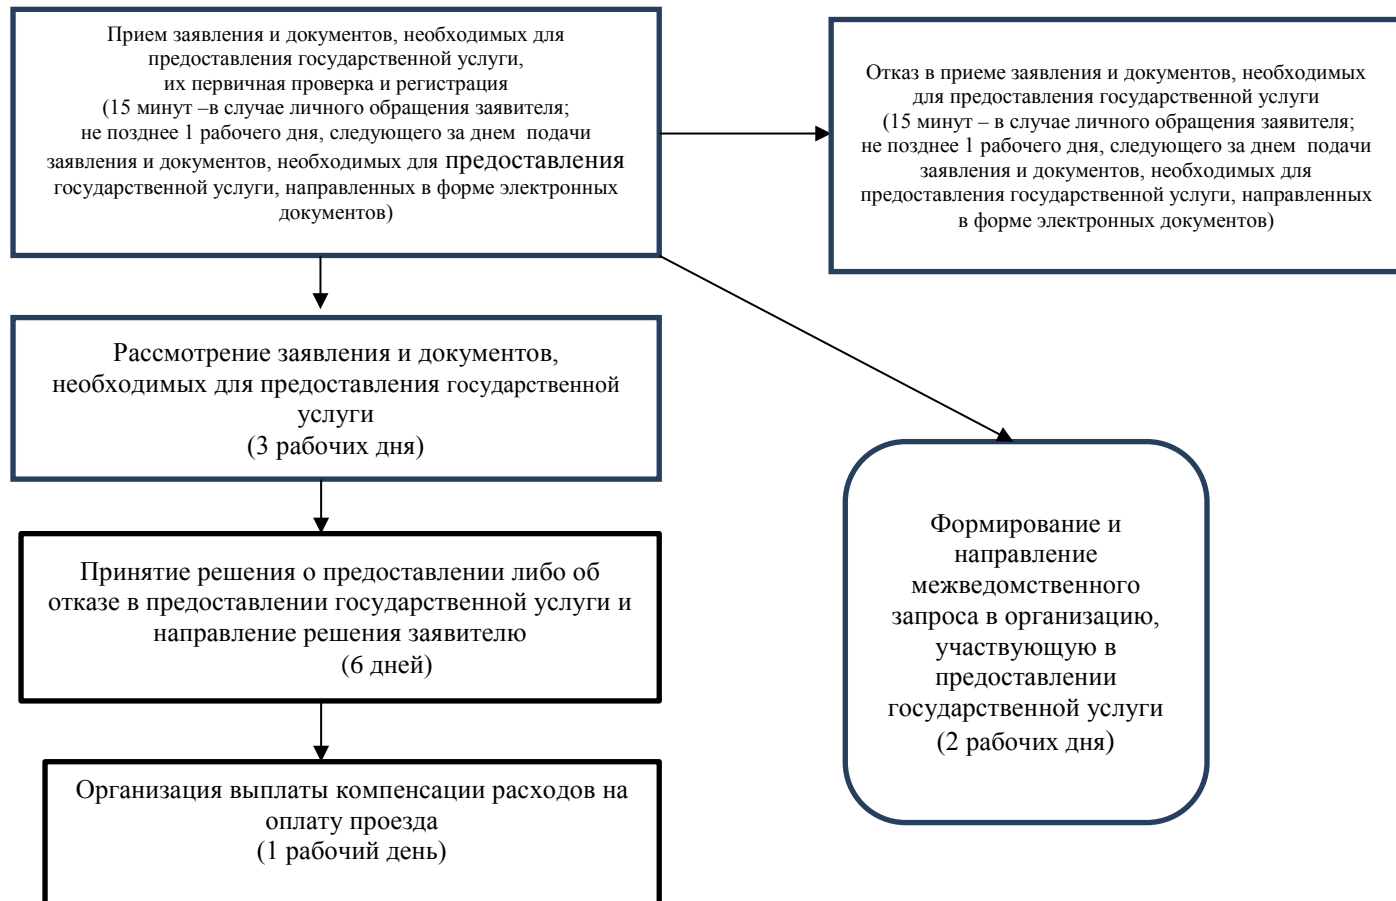 Прием заявления и документов, необходимых для
предоставления государственной услуги,
их первичная проверка и регистрация
(15 минут –в случае личного обращения заявителя;
не позднее 1 рабочего дня, следующего за днем подачи
заявления и документов, необходимых для предоставления
государственной услуги, направленных в форме электронных
документов)
Отказ в приеме заявления и документов, необходимых
для предоставления государственной услуги
(15 минут – в случае личного обращения заявителя;
не позднее 1 рабочего дня, следующего за днем подачи
заявления и документов, необходимых для
предоставления государственной услуги, направленных
в форме электронных документов)
Рассмотрение заявления и документов,
необходимых для предоставления государственной
услуги
(3 рабочих дня)
Принятие решения о предоставлении либо об
отказе в предоставлении государственной услуги и
направление решения заявителю
(6 дней)
Организация выплаты компенсации расходов на
оплату проезда
(1 рабочий день)
Формирование и
направление
межведомственного
запроса в организацию,
участвующую в
предоставлении
государственной услуги
(2 рабочих дня)